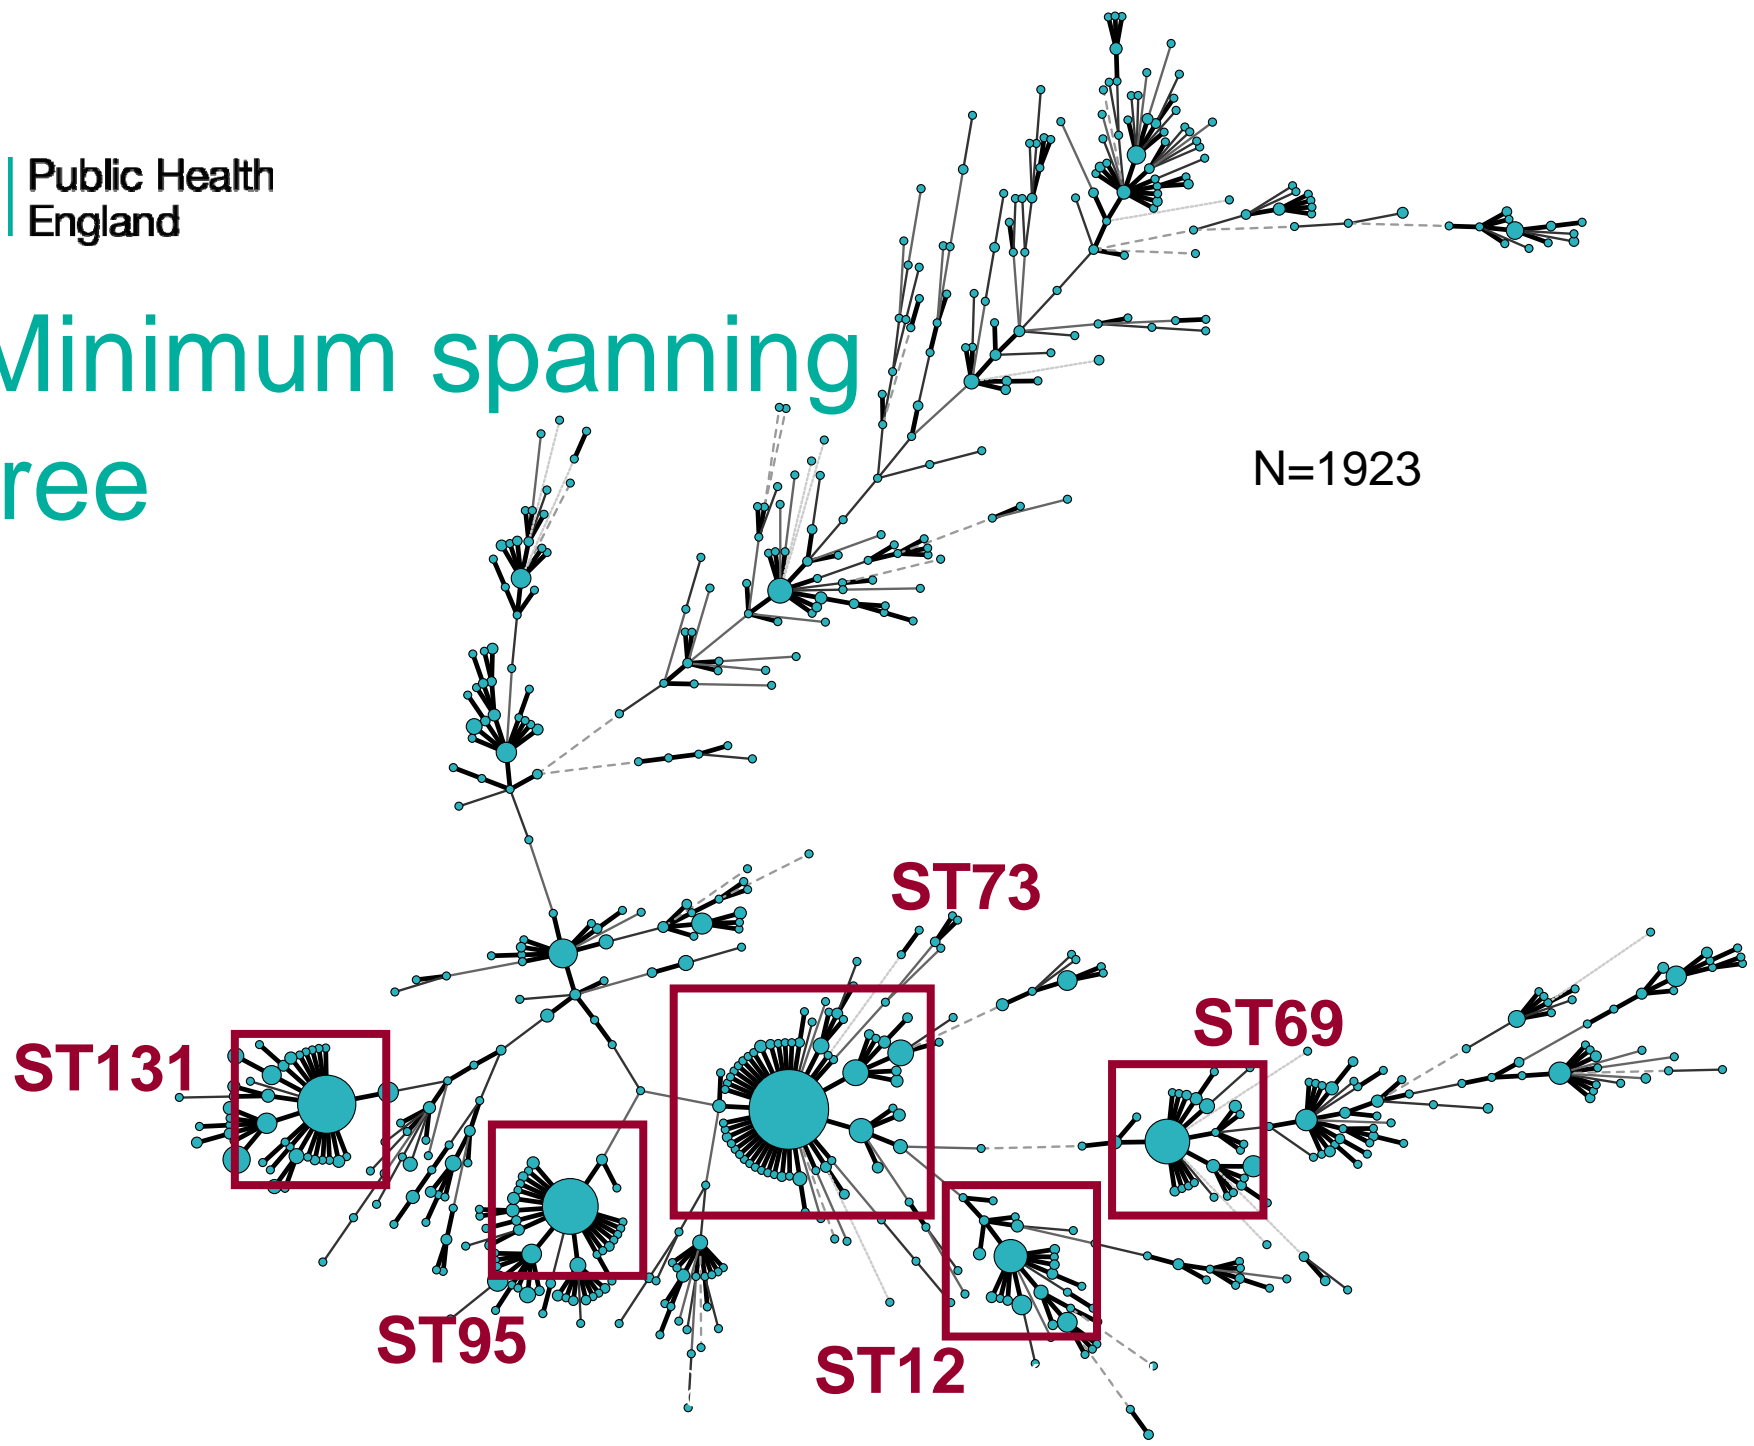 Public Health
England
Minimum spanning
ree
N=1923
ST73
ST69
ST131
ST95
ST12